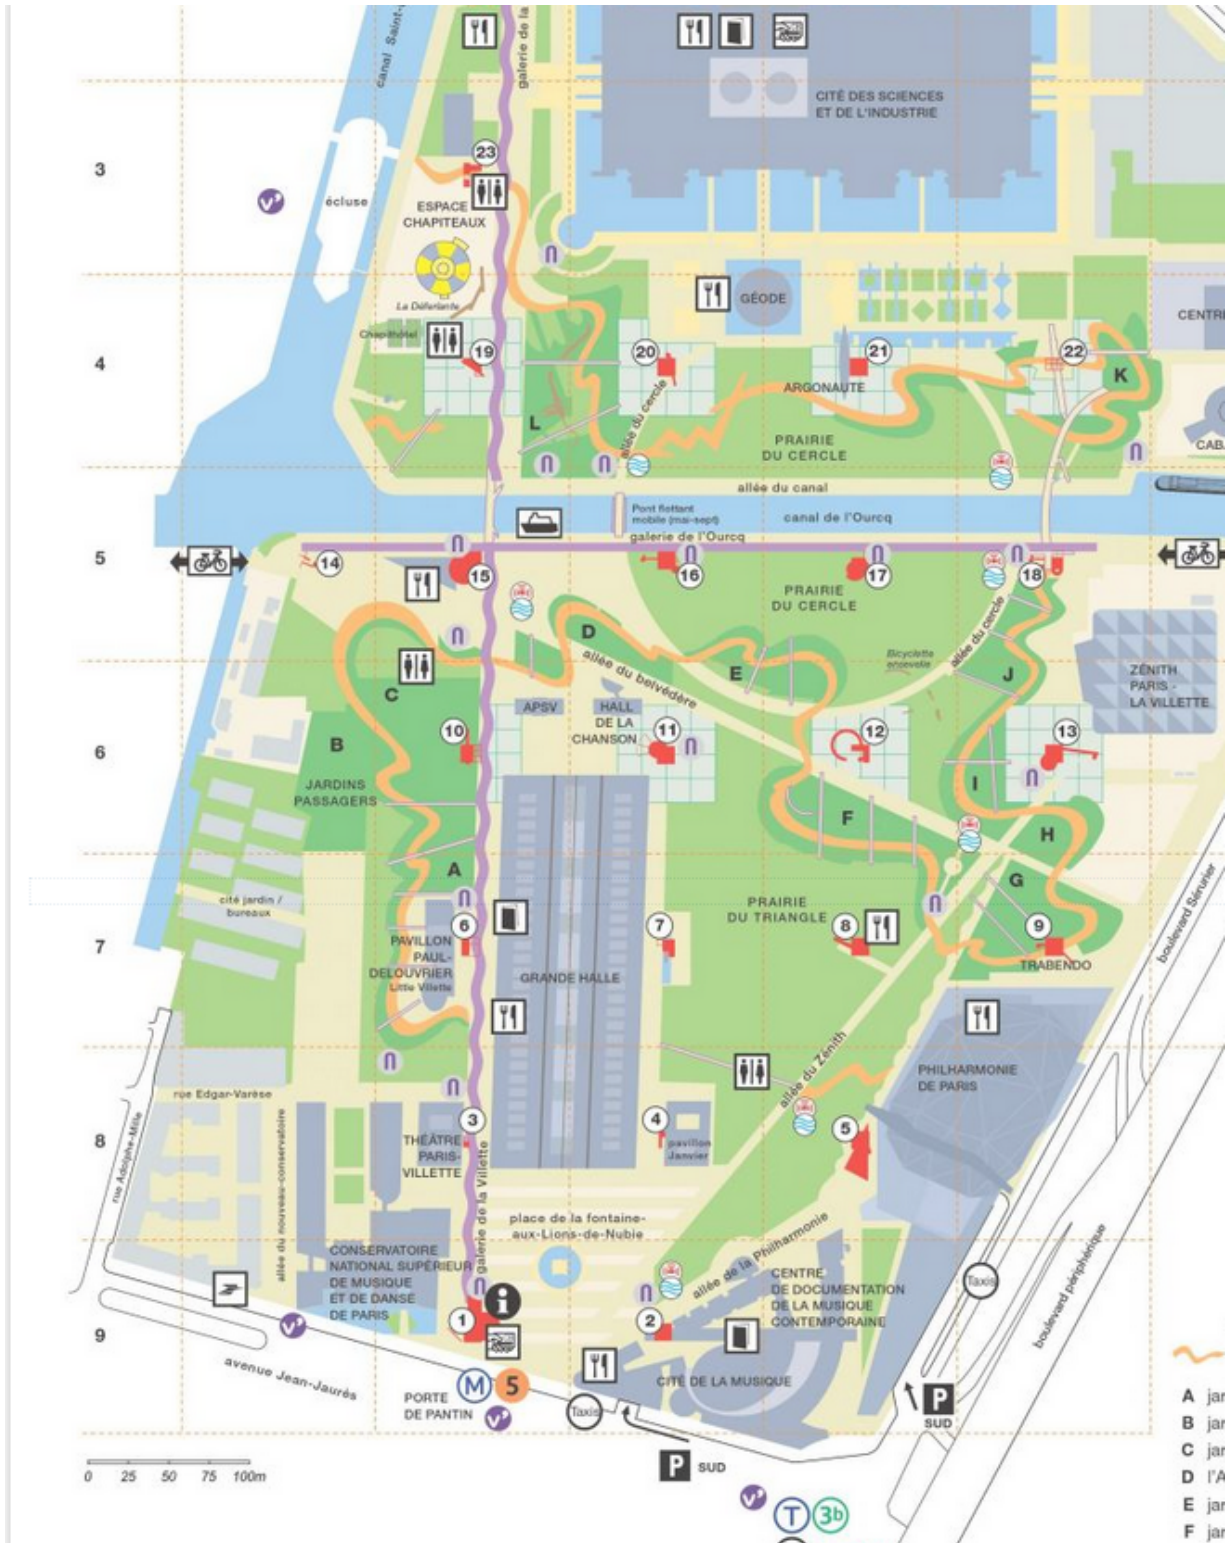 canal Saint-
galerie de la
CITÉ DES SCIENCES
ET DE L'INDUSTRIE
3
23
écluse
ESPACE
CHAPITEAUX
La Déferlante
GÉODE
CENTRE
Chapithôtel
4
19
20
21
22
K
ARGONAUTE
allée du cercle
L
PRAIRIE
DU CERCLE
CAB
allée du canal
Pont flottant
mobile (mai-sept)
canal de l'Ourcq
galerie de l'Ourcq
5
14
15
16
17
18
PRAIRIE
DU CERCLE
allée du cercle
D
allée du belvédère
E
Bicyclette
ensevelie
J
ZÉNITH
PARIS -
LA VILLETTE
C
APSV
HALL
DE LA
CHANSON
B
6
10
11
12
13
JARDINS
PASSAGERS
I
F
H
A
G
cité jardin /
bureaux
PRAIRIE
DU TRIANGLE
boulevard Sérurier
7
6
7
8
9
PAVILLON
PAUL-
DELOUVRIER
Little Villette
GRANDE HALLE
TRABENDO
allée du Zénith
PHILHARMONIE
DE PARIS
rue Edgar-Varèse
rue Adolphe-Mille
allée du nouveau-conservatoire
8
3
4
5
THÉÂTRE
PARIS-
VILLETTE
pavillon
Janvier
galerie de la Villette
place de la fontaine-
aux-Lions-de-Nubie
allée de la Philharmonie
CONSERVATOIRE
NATIONAL SUPÉRIEUR
DE MUSIQUE
ET DE DANSE
DE PARIS
CENTRE
DE DOCUMENTATION
DE LA MUSIQUE
CONTEMPORAINE
Taxis
boulevard périphérique
9
1
i
2
avenue Jean-Jaurès
CITÉ DE LA MUSIQUE
M 5
PORTE
DE PANTIN
Taxis
P
SUD
P SUD
0 25 50 75 100m
T 3b
A jar
B jar
C jar
D l'A
E jar
F jar